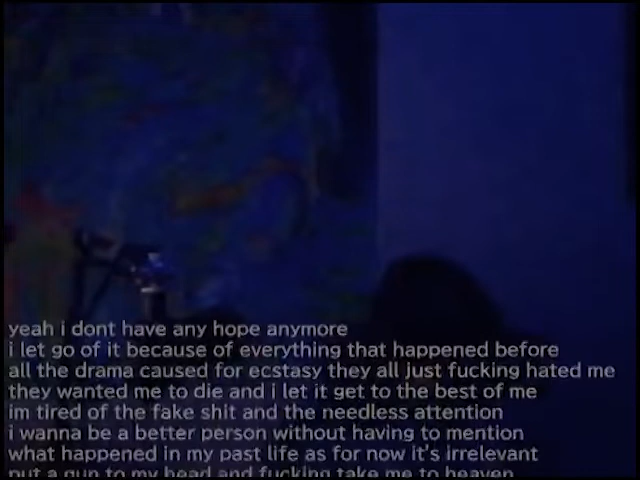 yeah i dont have any hope anymore
i let go of it because of everything that happened before
all the drama caused for ecstasy they all just fucking hated me
they wanted me to die and i let it get to the best of me
im tired of the fake shit and the needless attention
i wanna be a better person without having to mention
what happened in my past life as for now it's irrelevant
put a gun to my head and fucking take me to heaven